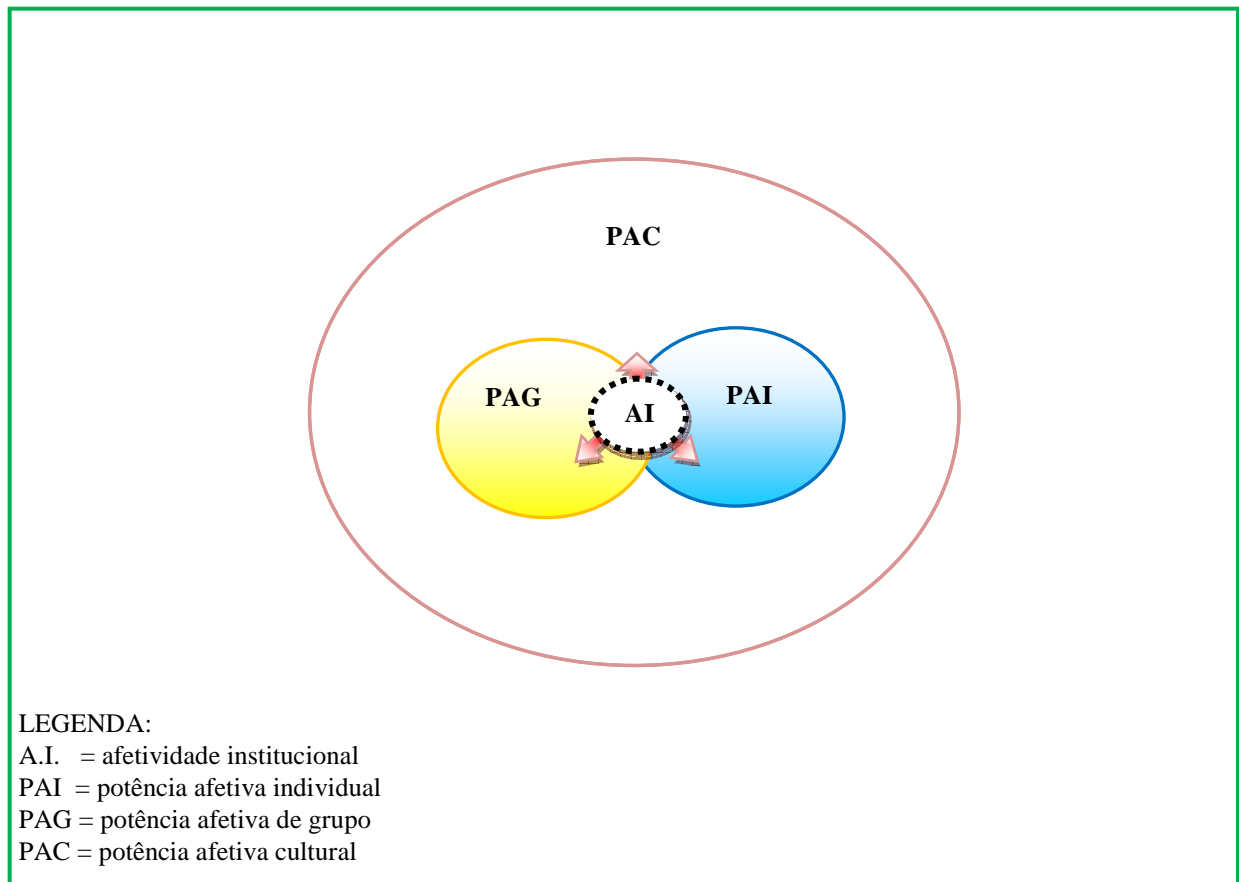 PAC
PAG
AI
PAI
LEGENDA:
A.I. = afetividade institucional
PAI = potência afetiva individual
PAG = potência afetiva de grupo
PAC = potência afetiva cultural